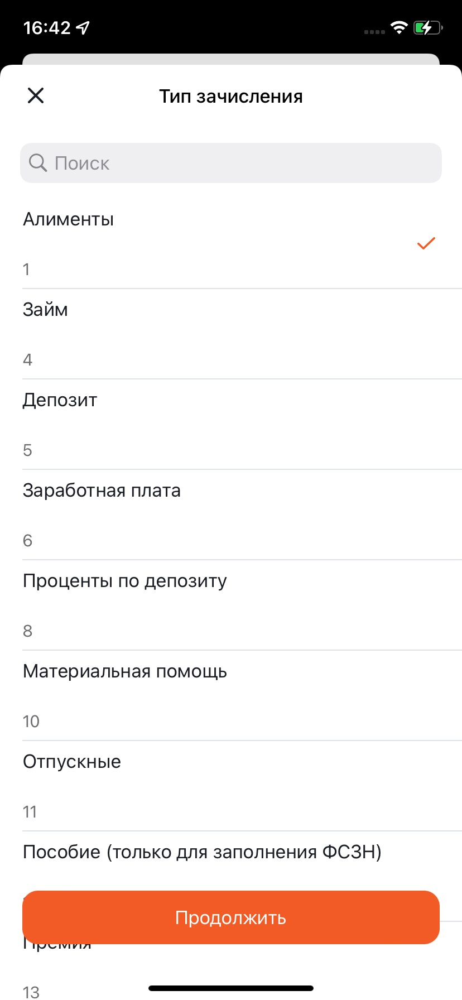 16:42
Тип зачисления
Поиск
Алименты
1
Займ
4
Депозит
5
Заработная плата
6
Проценты по депозиту
8
Материальная помощь
10
Отпускные
11
Пособие (только для заполнения ФСЗН)
Продолжить
Премия
13